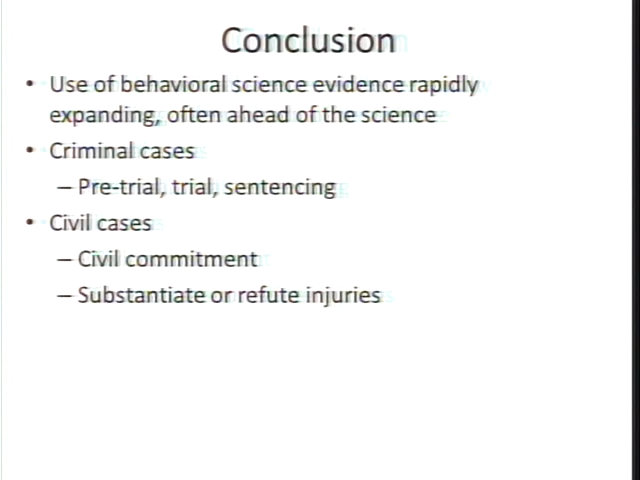 Conclusion
• Use of behavioral science evidence rapidly
expanding, often ahead of the science
• Criminal cases
– Pre-trial, trial, sentencing
• Civil cases
– Civil commitment
– Substantiate or refute injuries